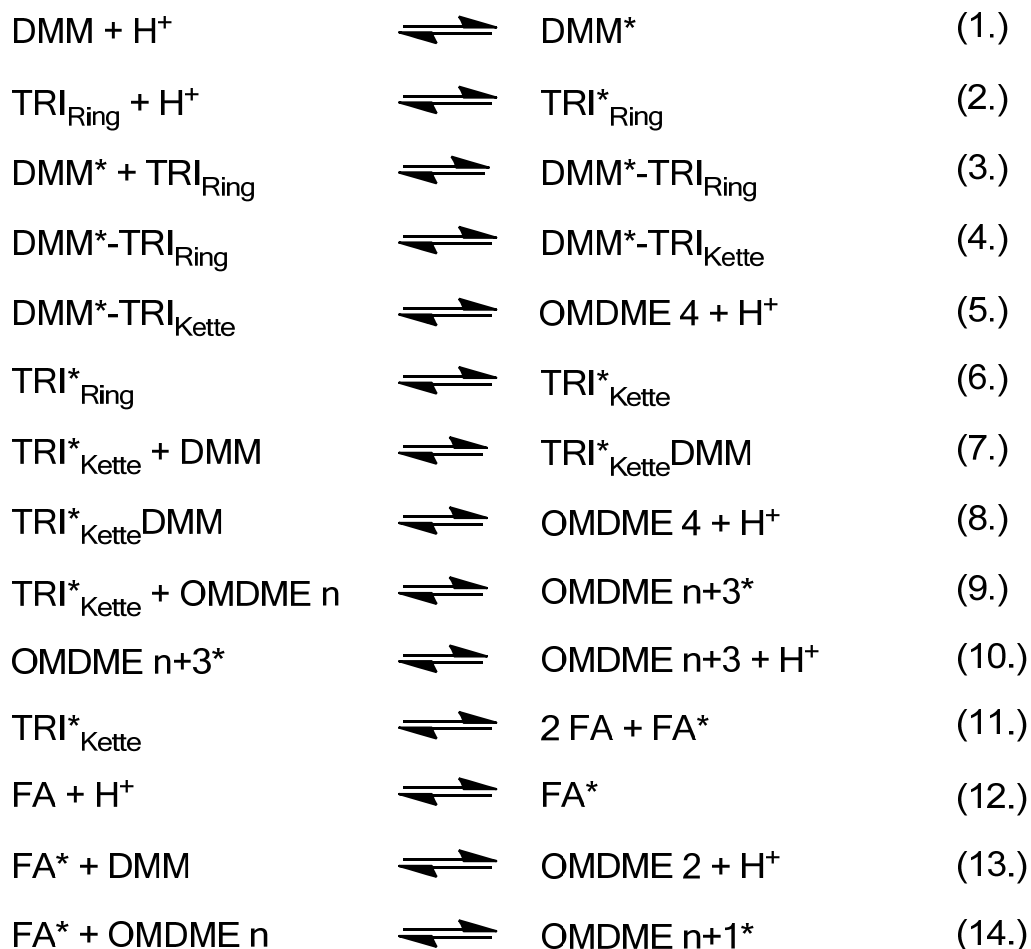 DMM + H⁺ ⇌ DMM* (1.)
TRI_Ring + H⁺ ⇌ TRI*_Ring (2.)
DMM* + TRI_Ring ⇌ DMM*-TRI_Ring (3.)
DMM*-TRI_Ring ⇌ DMM*-TRI_Kette (4.)
DMM*-TRI_Kette ⇌ OMDME 4 + H⁺ (5.)
TRI*_Ring ⇌ TRI*_Kette (6.)
TRI*_Kette + DMM ⇌ TRI*_KetteDMM (7.)
TRI*_KetteDMM ⇌ OMDME 4 + H⁺ (8.)
TRI*_Kette + OMDME n ⇌ OMDME n+3* (9.)
OMDME n+3* ⇌ OMDME n+3 + H⁺ (10.)
TRI*_Kette ⇌ 2 FA + FA* (11.)
FA + H⁺ ⇌ FA* (12.)
FA* + DMM ⇌ OMDME 2 + H⁺ (13.)
FA* + OMDME n ⇌ OMDME n+1* (14.)